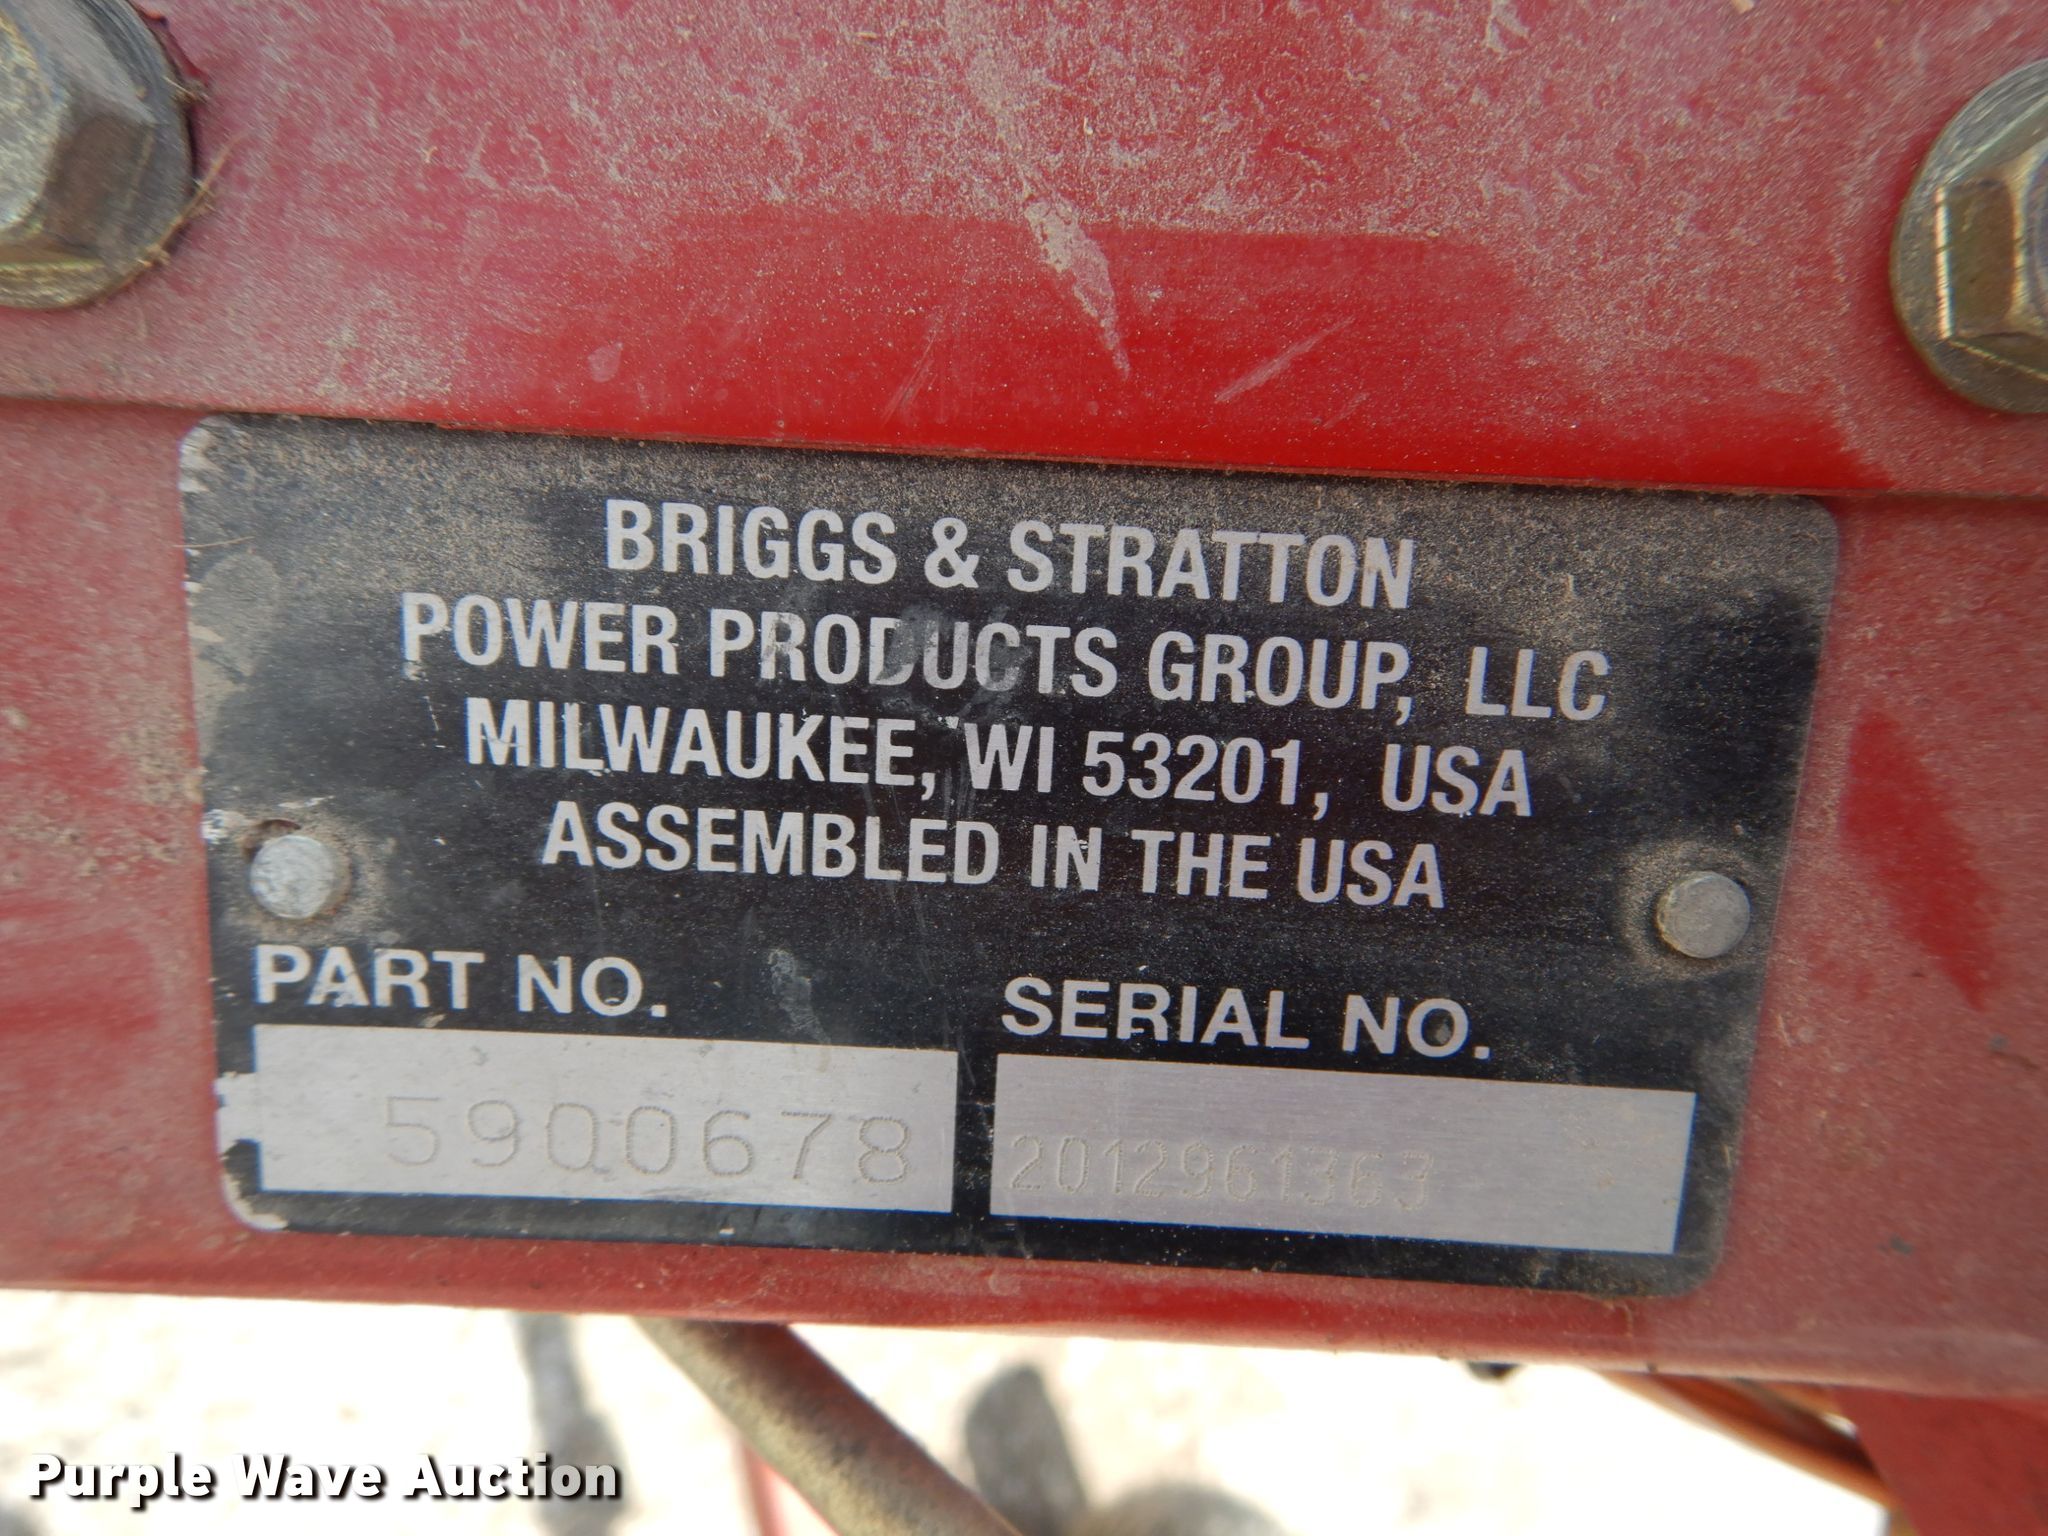 BRIGGS & STRATTON
POWER PRODUCTS GROUP, LLC
MILWAUKEE, WI 53201, USA
ASSEMBLED IN THE USA
PART NO. SERIAL NO.
5900678 2012961363
Purple Wave Auction